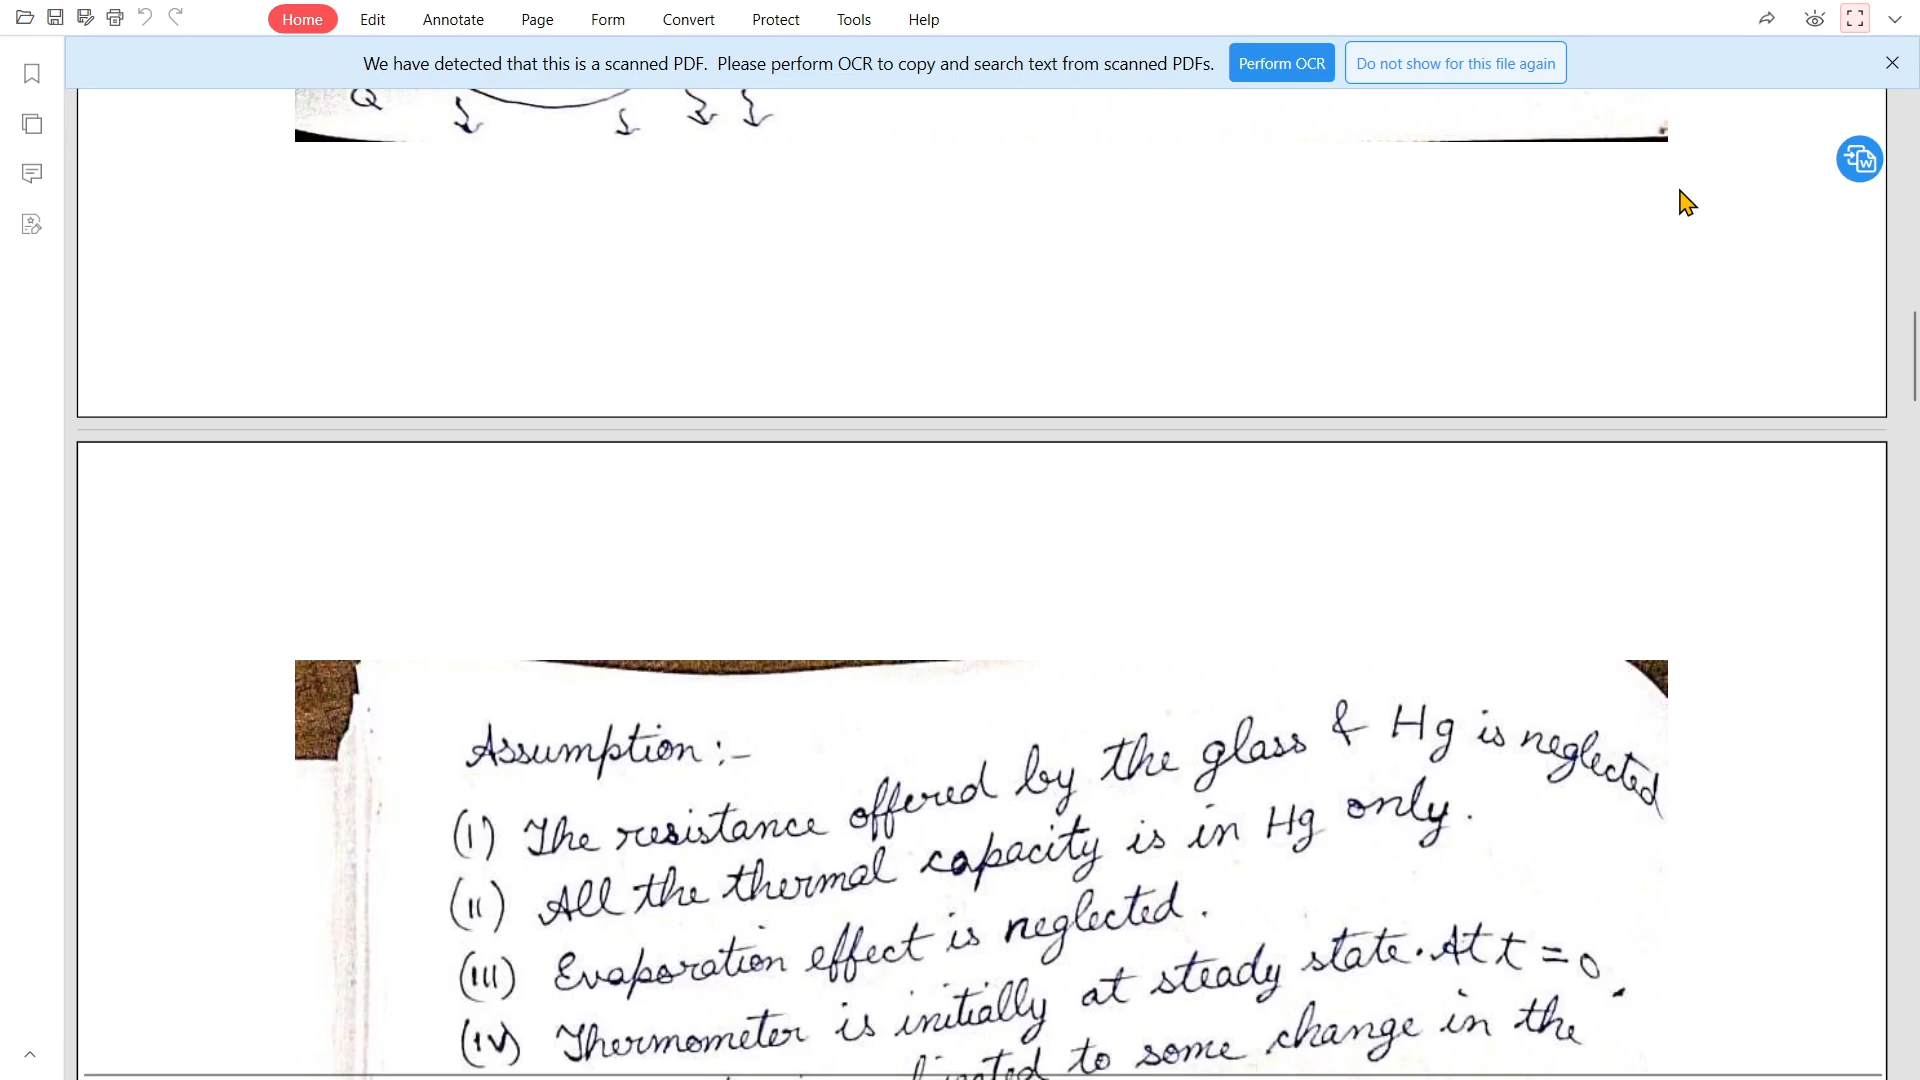 Home Edit Annotate Page Form Convert Protect Tools Help
We have detected that this is a scanned PDF. Please perform OCR to copy and search text from scanned PDFs. Perform OCR Do not show for this file again
Q
W
Assumption :-
(I) The resistance offered by the glass & Hg is neglected
(II) All the thermal capacity is in Hg only.
(III) Evaporation effect is neglected.
(IV) Thermometer is initially at steady state. At t = 0.
to some change in the